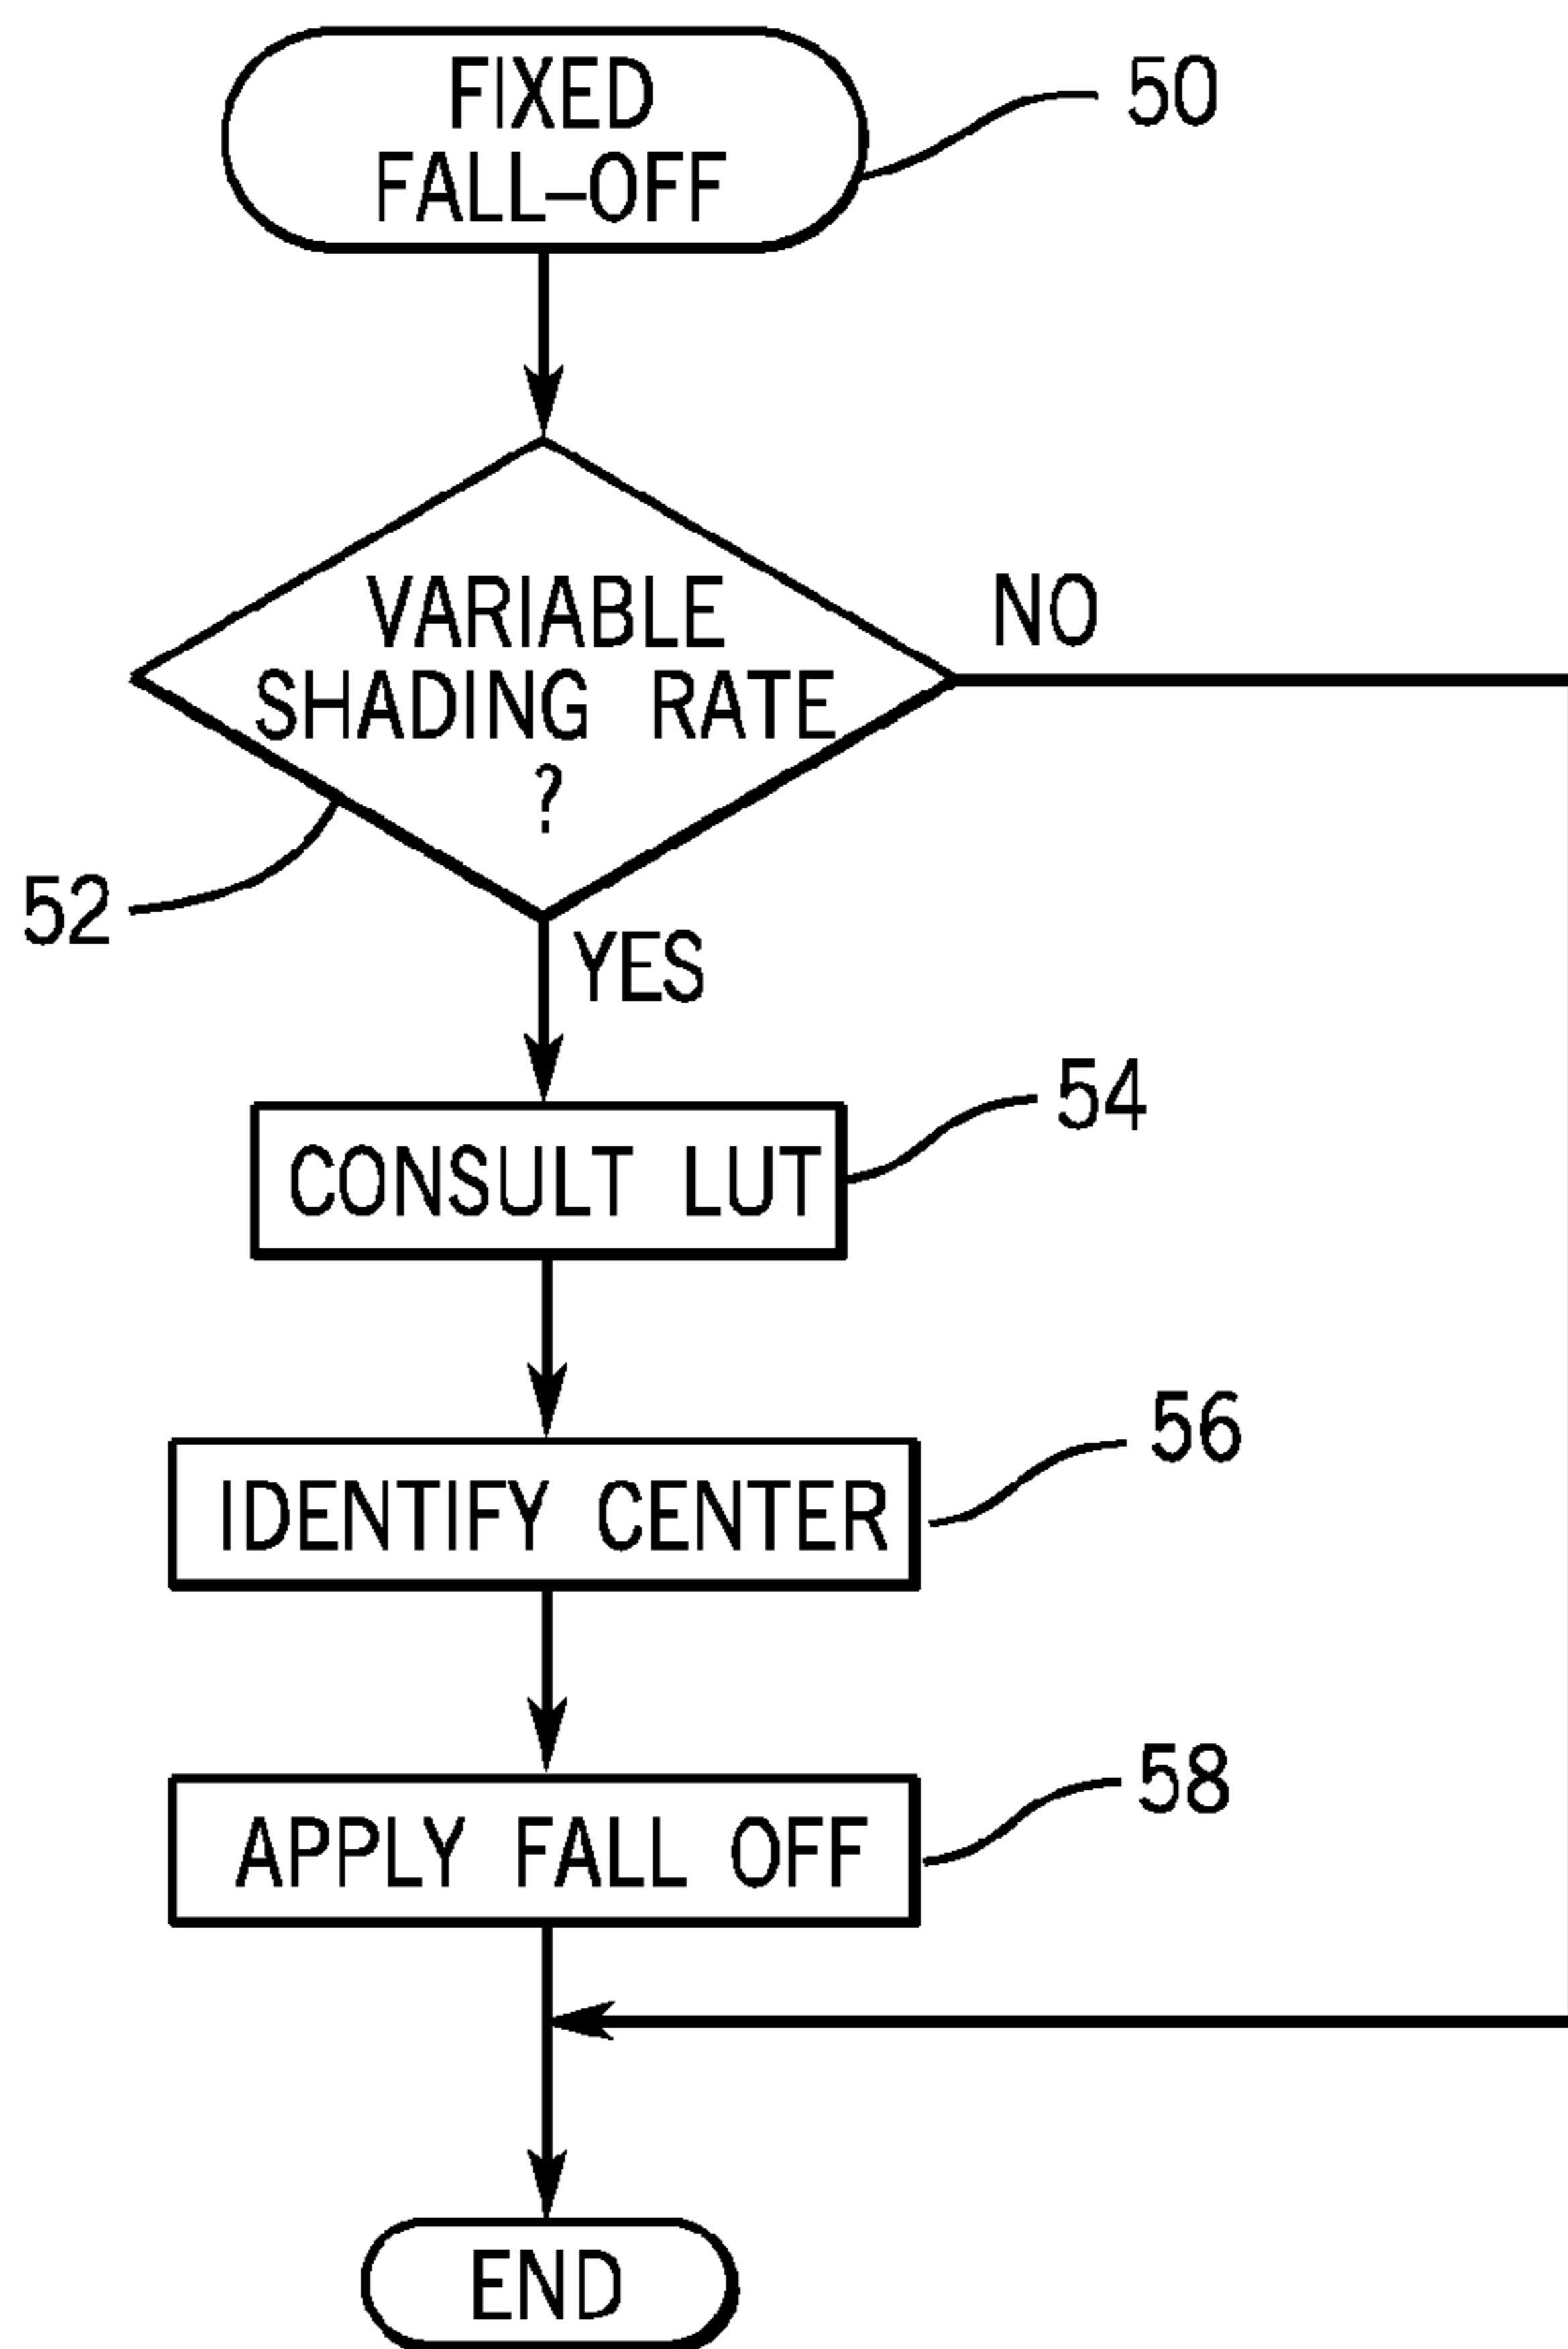 FIXED
FALL-OFF
50
VARIABLE
SHADING RATE
?
NO
52
YES
CONSULT LUT
54
IDENTIFY CENTER
56
APPLY FALL OFF
58
END